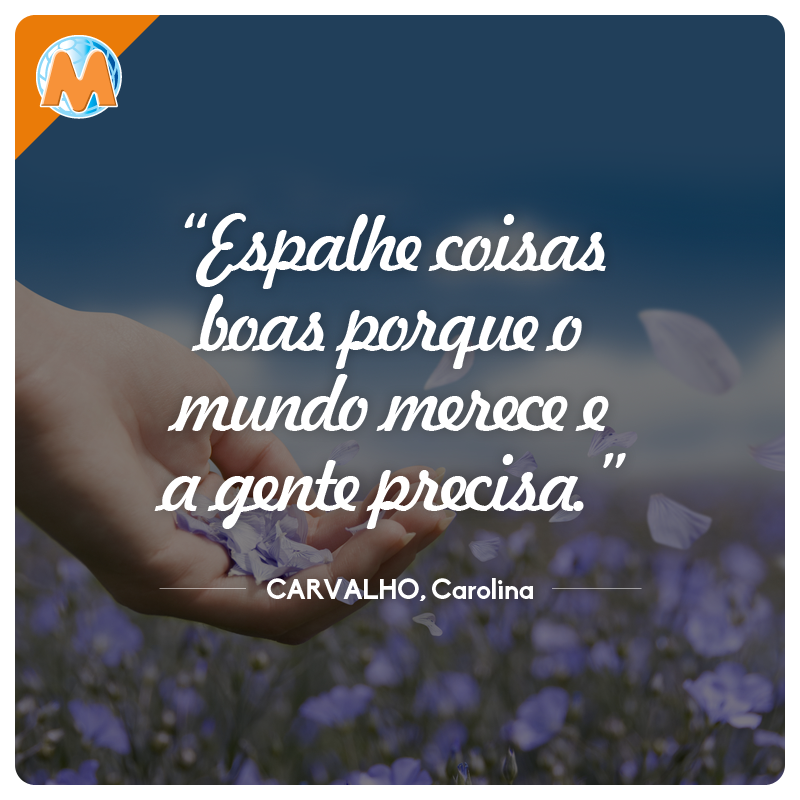 M
“Espalhe coisas
boas porque o
mundo merece e
a gente precisa.”
CARVALHO, Carolina